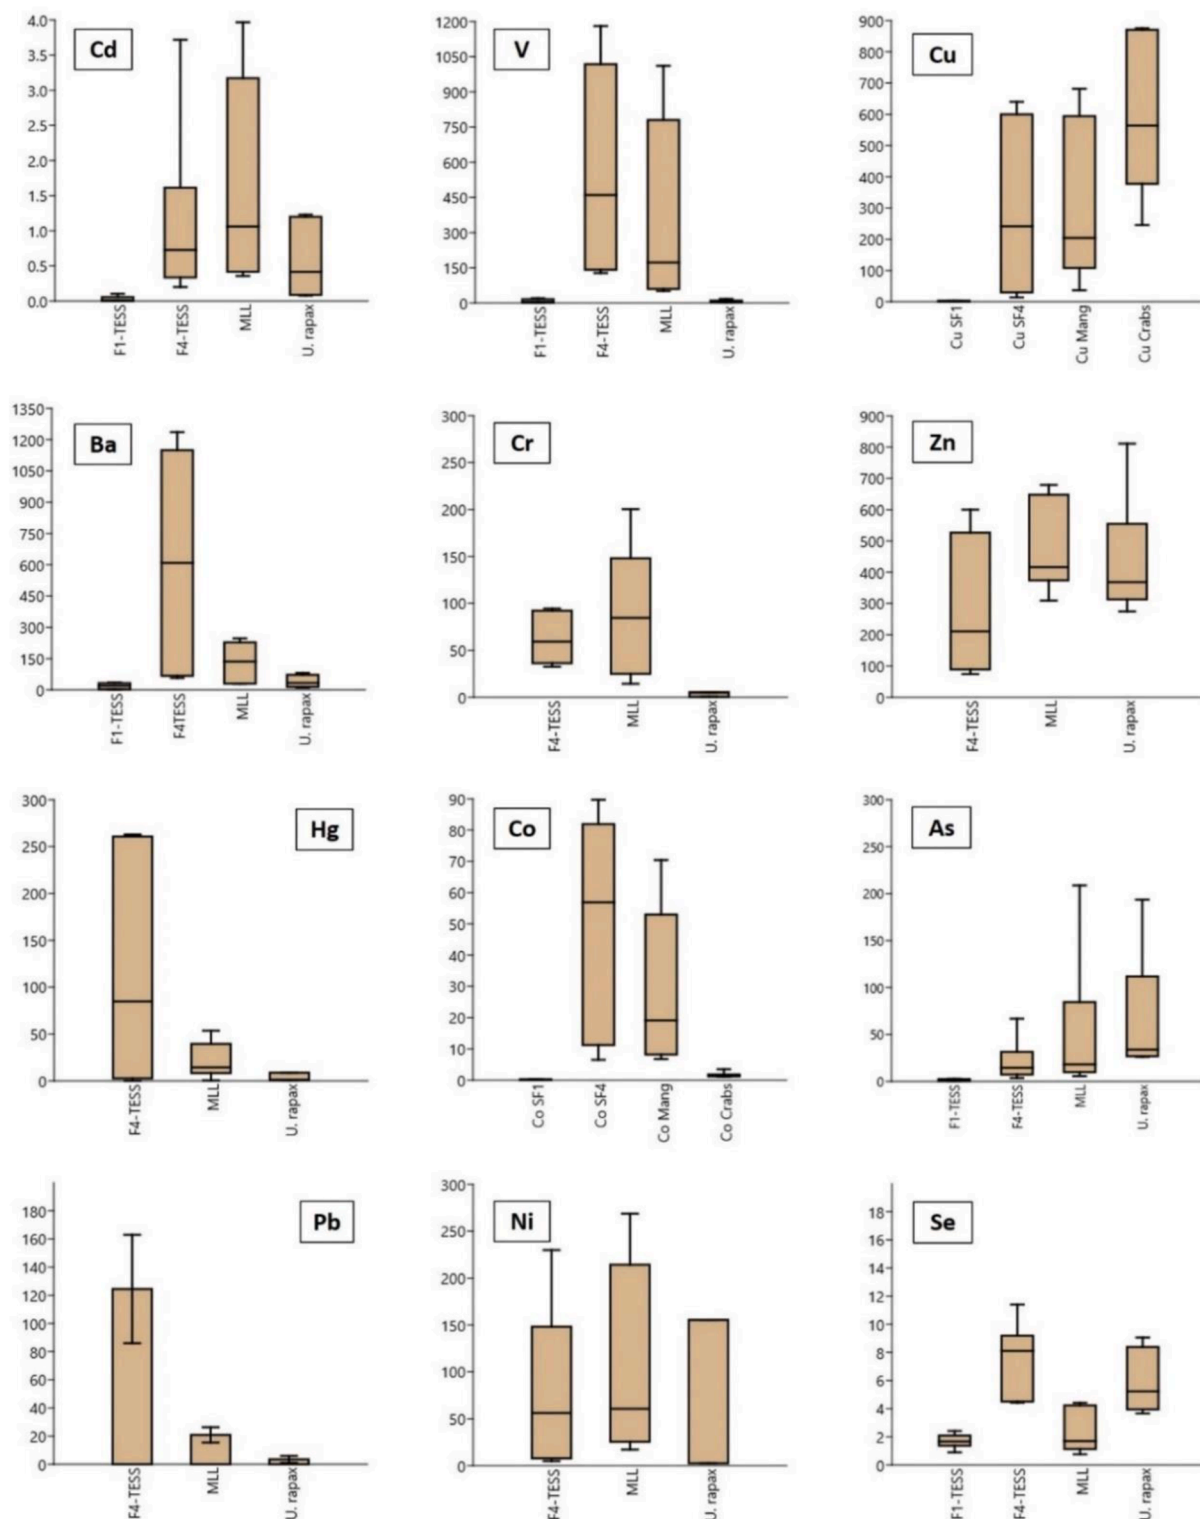 Cd
4.0
3.5
3.0
2.5
2.0
1.5
1.0
0.5
0.0
F1-TESS
F4-TESS
MLL
U. rapax
V
1200
1050
900
750
600
450
300
150
0
F1-TESS
F4-TESS
MLL
U. rapax
Cu
900
800
700
600
500
400
300
200
100
0
Cu SF1
Cu SF4
Cu Mang
Cu Crabs
Ba
1350
1200
1050
900
750
600
450
300
150
0
F1-TESS
F4TESS
MLL
U. rapax
Cr
300
250
200
150
100
50
0
F4-TESS
MLL
U. rapax
Zn
900
800
700
600
500
400
300
200
100
0
F4-TESS
MLL
U. rapax
Hg
300
250
200
150
100
50
0
F4-TESS
MLL
U. rapax
Co
90
80
70
60
50
40
30
20
10
0
Co SF1
Co SF4
Co Mang
Co Crabs
As
300
250
200
150
100
50
0
F1-TESS
F4-TESS
MLL
U. rapax
Pb
180
160
140
120
100
80
60
40
20
0
F4-TESS
MLL
U. rapax
Ni
300
250
200
150
100
50
0
F4-TESS
MLL
U. rapax
Se
18
16
14
12
10
8
6
4
2
0
F1-TESS
F4-TESS
MLL
U. rapax